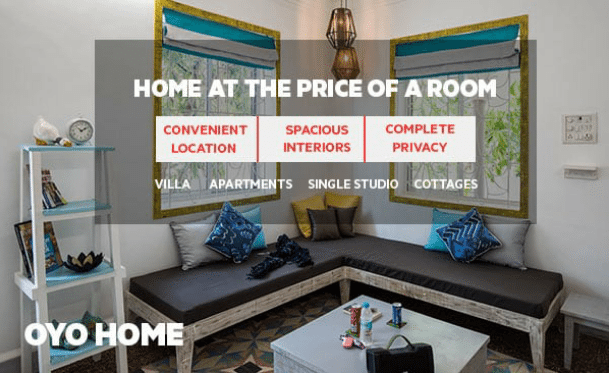 HOME AT THE PRICE OF A ROOM
CONVENIENT LOCATION
SPACIOUS INTERIORS
COMPLETE PRIVACY
VILLA APARTMENTS SINGLE STUDIO COTTAGES
OYO HOME